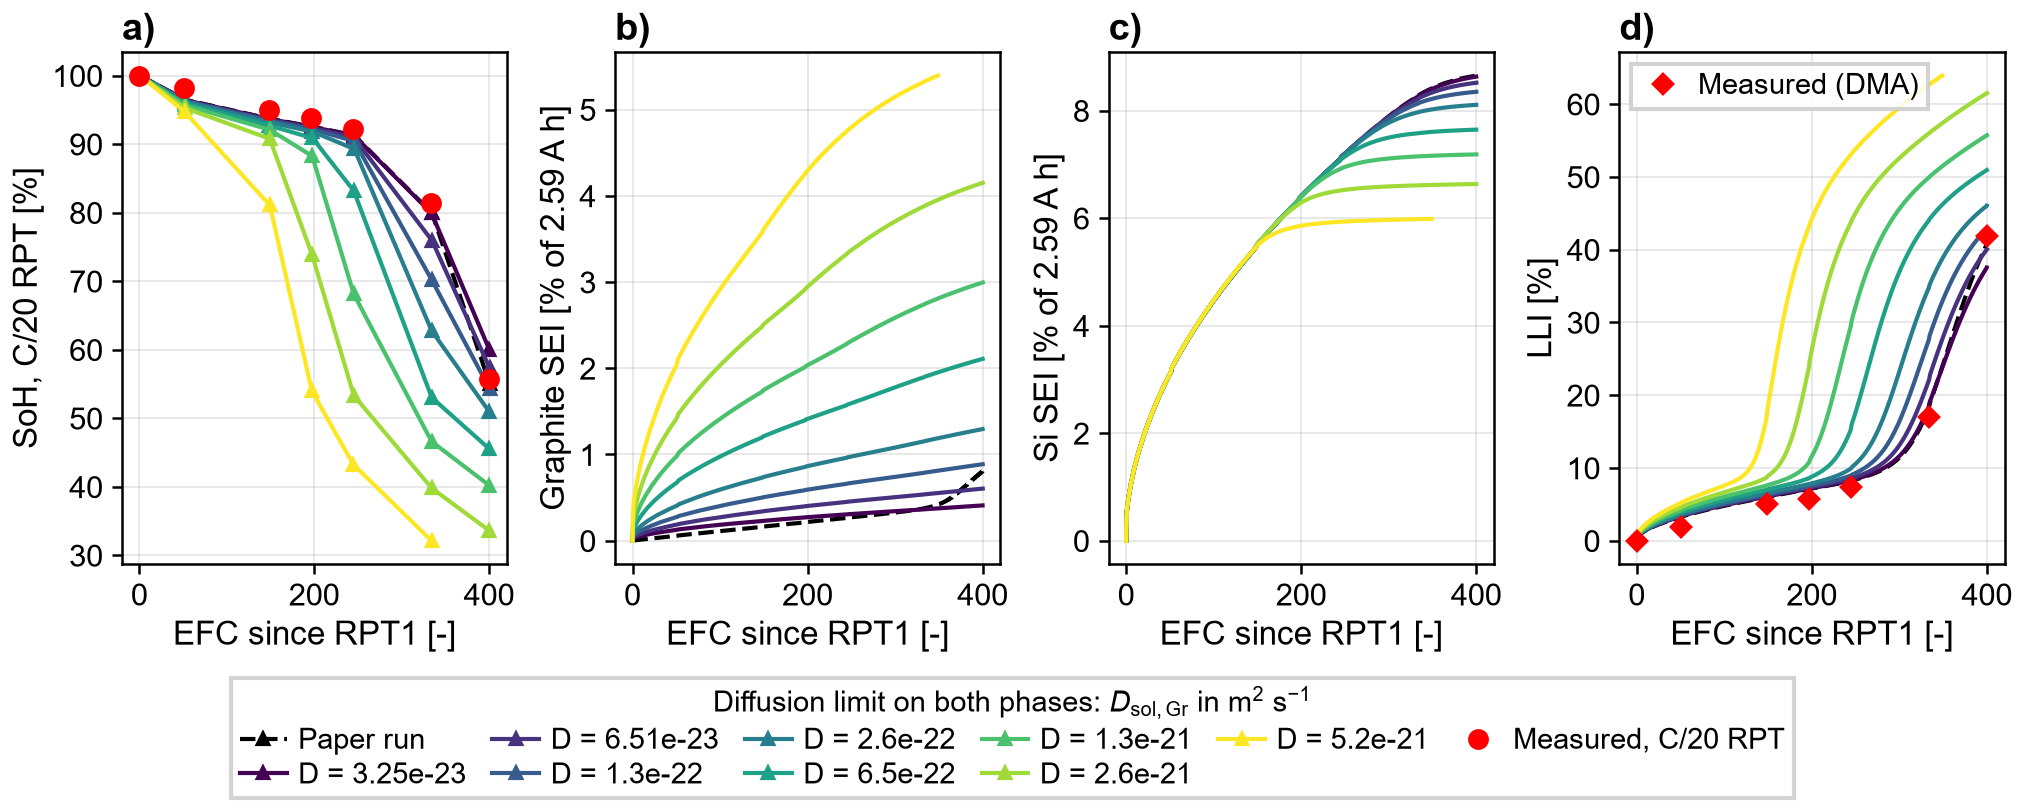 a)
b)
c)
d)
SoH, C/20 RPT [%]
100
90
80
70
60
50
40
30
0
200
400
EFC since RPT1 [-]
Graphite SEI [% of 2.59 A h]
5
4
3
2
1
0
0
200
400
EFC since RPT1 [-]
Si SEI [% of 2.59 A h]
8
6
4
2
0
0
200
400
EFC since RPT1 [-]
LLI [%]
60
50
40
30
20
10
0
0
200
400
EFC since RPT1 [-]
Measured (DMA)
Diffusion limit on both phases: D_sol, Gr in m² s⁻¹
Paper run
D = 3.25e-23
D = 6.51e-23
D = 1.3e-22
D = 2.6e-22
D = 6.5e-22
D = 1.3e-21
D = 2.6e-21
D = 5.2e-21
Measured, C/20 RPT